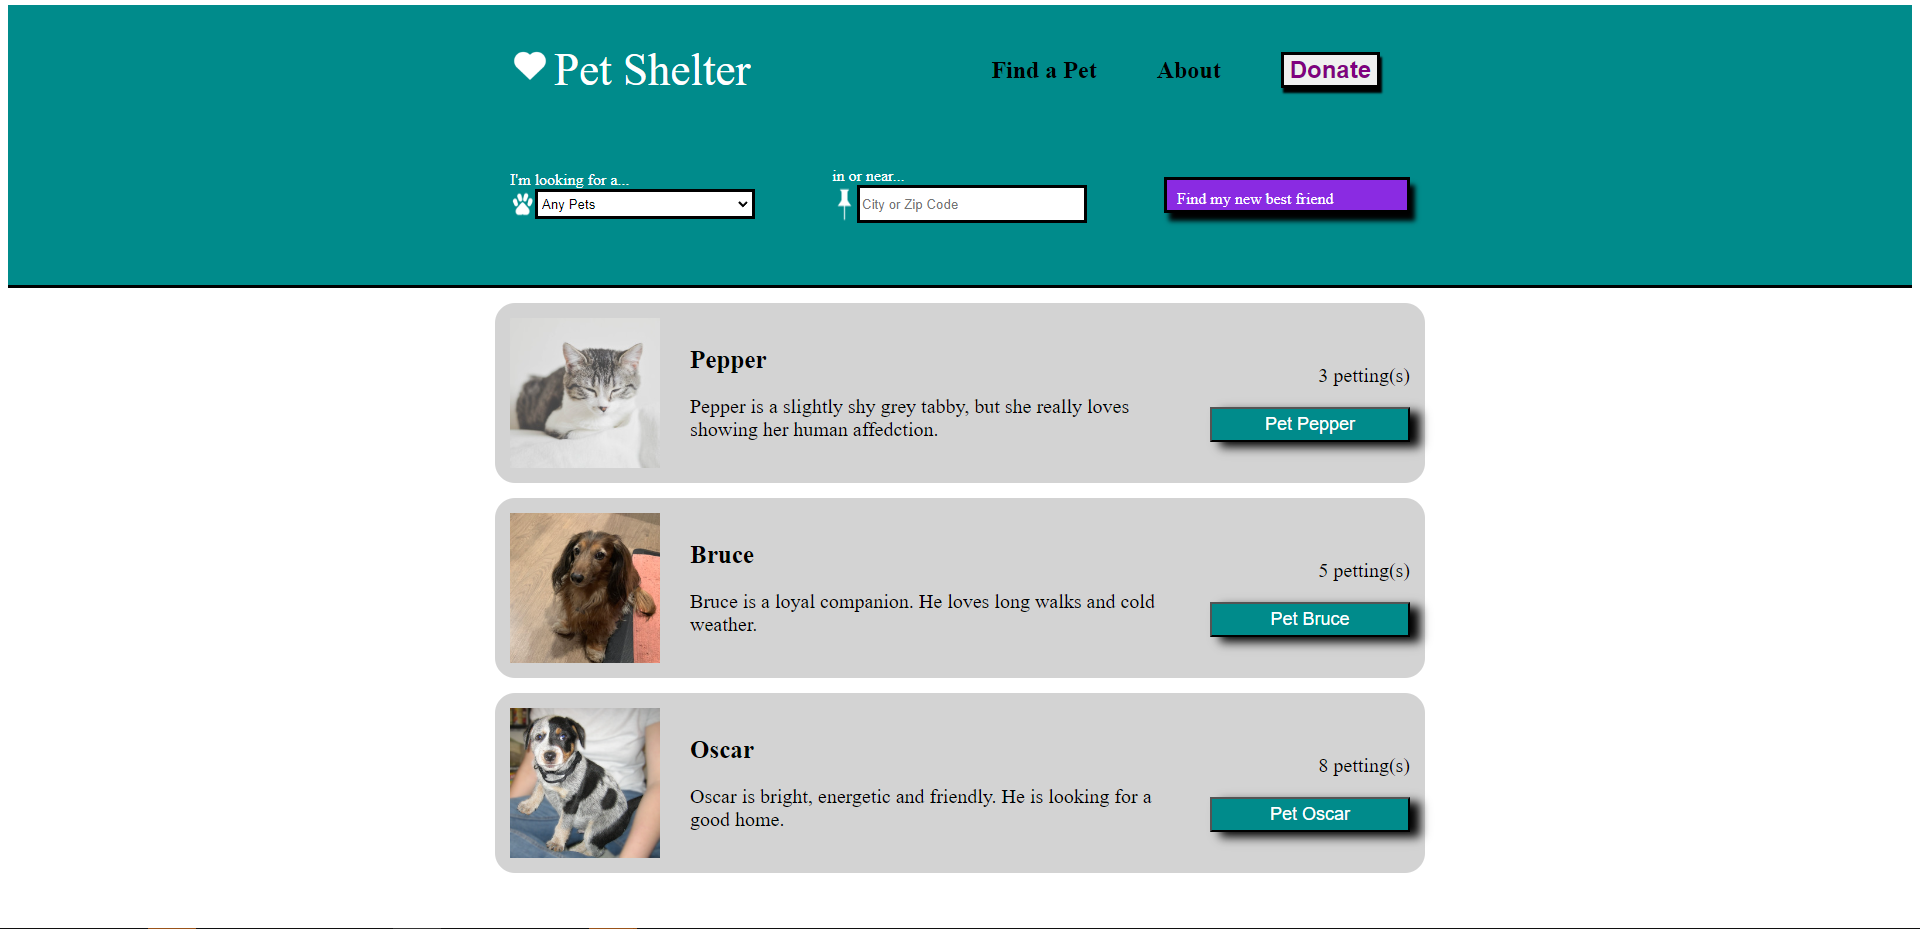 Pet Shelter
Find a Pet
About
Donate
I'm looking for a...
Any Pets
in or near...
City or Zip Code
Find my new best friend
Pepper
Pepper is a slightly shy grey tabby, but she really loves
showing her human affedction.
3 petting(s)
Pet Pepper
Bruce
Bruce is a loyal companion. He loves long walks and cold
weather.
5 petting(s)
Pet Bruce
Oscar
Oscar is bright, energetic and friendly. He is looking for a
good home.
8 petting(s)
Pet Oscar